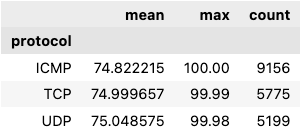 mean max count
protocol
ICMP 74.822215 100.00 9156
TCP 74.999657 99.99 5775
UDP 75.048575 99.98 5199